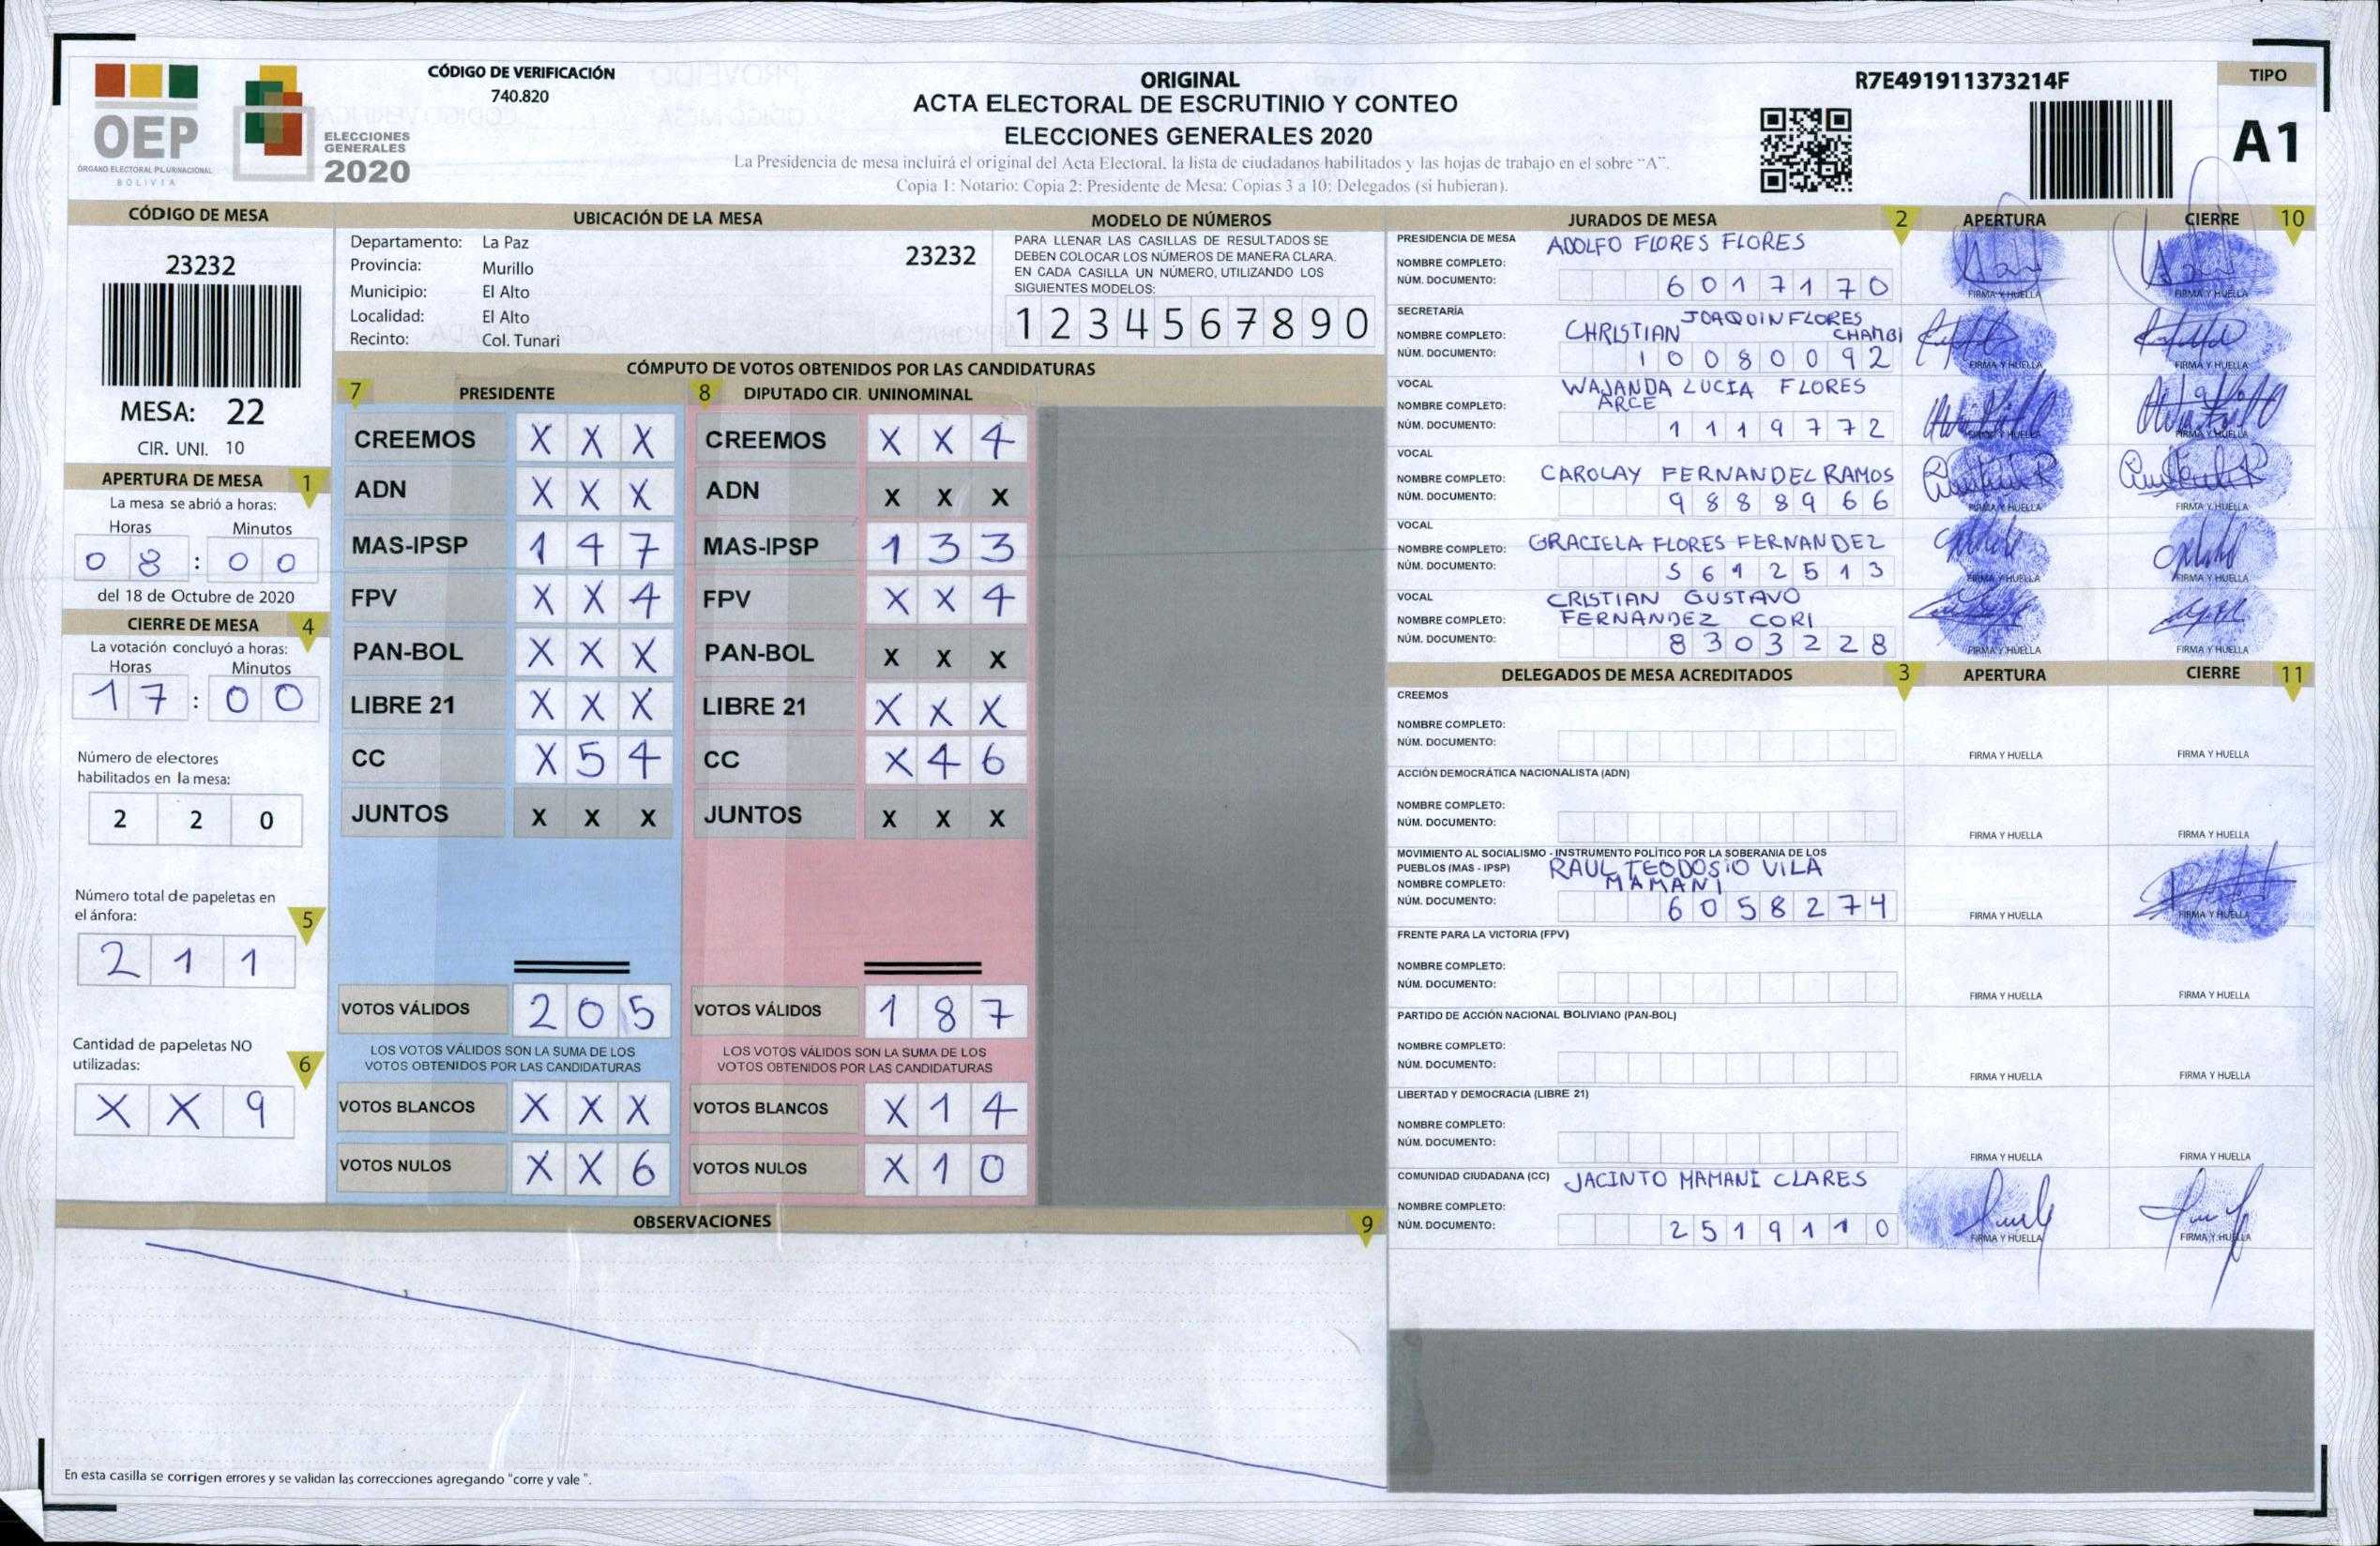 OEP
ÓRGANO ELECTORAL PLURINACIONAL
BOLIVIA
ELECCIONES
GENERALES
2020
CÓDIGO DE VERIFICACIÓN
740.820
ORIGINAL
ACTA ELECTORAL DE ESCRUTINIO Y CONTEO
ELECCIONES GENERALES 2020
La Presidencia de mesa incluirá el original del Acta Electoral, la lista de ciudadanos habilitados y las hojas de trabajo en el sobre "A".
Copia 1: Notario: Copia 2: Presidente de Mesa: Copias 3 a 10: Delegados (si hubieran).
R7E491911373214F
TIPO
A1
CÓDIGO DE MESA
23232
MESA: 22
CIR. UNI. 10
APERTURA DE MESA 1
La mesa se abrió a horas:
Horas Minutos
0 8 : 0 0
del 18 de Octubre de 2020
CIERRE DE MESA 4
La votación concluyó a horas:
Horas Minutos
1 7 : 0 0
Número de electores
habilitados en la mesa:
2 2 0
Número total de papeletas en
el ánfora: 5
2 1 1
Cantidad de papeletas NO
utilizadas: 6
X X 9
UBICACIÓN DE LA MESA
Departamento: La Paz
23232
Provincia: Murillo
Municipio: El Alto
Localidad: El Alto
Recinto: Col. Tunari
MODELO DE NÚMEROS
PARA LLENAR LAS CASILLAS DE RESULTADOS SE
DEBEN COLOCAR LOS NÚMEROS DE MANERA CLARA.
EN CADA CASILLA UN NÚMERO, UTILIZANDO LOS
SIGUIENTES MODELOS:
1 2 3 4 5 6 7 8 9 0
CÓMPUTO DE VOTOS OBTENIDOS POR LAS CANDIDATURAS
7 PRESIDENTE
CREEMOS X X X
ADN X X X
MAS-IPSP 1 4 7
FPV X X 4
PAN-BOL X X X
LIBRE 21 X X X
CC X 5 4
JUNTOS X X X
VOTOS VÁLIDOS 2 0 5
LOS VOTOS VÁLIDOS SON LA SUMA DE LOS
VOTOS OBTENIDOS POR LAS CANDIDATURAS
VOTOS BLANCOS X X X
VOTOS NULOS X X 6
8 DIPUTADO CIR. UNINOMINAL
CREEMOS X X 4
ADN X X X
MAS-IPSP 1 3 3
FPV X X 4
PAN-BOL X X X
LIBRE 21 X X X
CC X 4 6
JUNTOS X X X
VOTOS VÁLIDOS 1 8 7
LOS VOTOS VÁLIDOS SON LA SUMA DE LOS
VOTOS OBTENIDOS POR LAS CANDIDATURAS
VOTOS BLANCOS X 1 4
VOTOS NULOS X 1 0
OBSERVACIONES 9
En esta casilla se corrigen errores y se validan las correcciones agregando "corre y vale ".
JURADOS DE MESA 2 APERTURA CIERRE 10
PRESIDENCIA DE MESA ADOLFO FLORES FLORES
NOMBRE COMPLETO:
NÚM. DOCUMENTO: 6 0 1 7 1 7 0
FIRMA Y HUELLA FIRMA Y HUELLA
SECRETARÍA
JOAQUIN FLORES
NOMBRE COMPLETO: CHRISTIAN CHAMBI
NÚM. DOCUMENTO: 1 0 0 8 0 0 9 2
FIRMA Y HUELLA FIRMA Y HUELLA
VOCAL WAJANDA LUCIA FLORES
NOMBRE COMPLETO: ARCE
NÚM. DOCUMENTO: 1 1 1 9 7 7 2
FIRMA Y HUELLA FIRMA Y HUELLA
VOCAL
NOMBRE COMPLETO: CAROLAY FERNANDEL RAMOS
NÚM. DOCUMENTO: 9 8 8 8 9 6 6
FIRMA Y HUELLA FIRMA Y HUELLA
VOCAL
NOMBRE COMPLETO: GRACIELA FLORES FERNANDEZ
NÚM. DOCUMENTO: 5 6 1 2 5 1 3
FIRMA Y HUELLA FIRMA Y HUELLA
VOCAL CRISTIAN GUSTAVO
NOMBRE COMPLETO: FERNANDEZ CORI
NÚM. DOCUMENTO: 8 3 0 3 2 2 8
FIRMA Y HUELLA FIRMA Y HUELLA
DELEGADOS DE MESA ACREDITADOS 3 APERTURA CIERRE 11
CREEMOS
NOMBRE COMPLETO:
NÚM. DOCUMENTO:
FIRMA Y HUELLA FIRMA Y HUELLA
ACCIÓN DEMOCRÁTICA NACIONALISTA (ADN)
NOMBRE COMPLETO:
NÚM. DOCUMENTO:
FIRMA Y HUELLA FIRMA Y HUELLA
MOVIMIENTO AL SOCIALISMO - INSTRUMENTO POLÍTICO POR LA SOBERANIA DE LOS
PUEBLOS (MAS - IPSP) RAUL TEODOSIO VILA
NOMBRE COMPLETO: MAMANI
NÚM. DOCUMENTO: 6 0 5 8 2 7 4
FIRMA Y HUELLA FIRMA Y HUELLA
FRENTE PARA LA VICTORIA (FPV)
NOMBRE COMPLETO:
NÚM. DOCUMENTO:
FIRMA Y HUELLA FIRMA Y HUELLA
PARTIDO DE ACCIÓN NACIONAL BOLIVIANO (PAN-BOL)
NOMBRE COMPLETO:
NÚM. DOCUMENTO:
FIRMA Y HUELLA FIRMA Y HUELLA
LIBERTAD Y DEMOCRACIA (LIBRE 21)
NOMBRE COMPLETO:
NÚM. DOCUMENTO:
FIRMA Y HUELLA FIRMA Y HUELLA
COMUNIDAD CIUDADANA (CC) JACINTO MAMANI CLARES
NOMBRE COMPLETO:
NÚM. DOCUMENTO: 2 5 1 9 1 1 0
FIRMA Y HUELLA FIRMA Y HUELLA